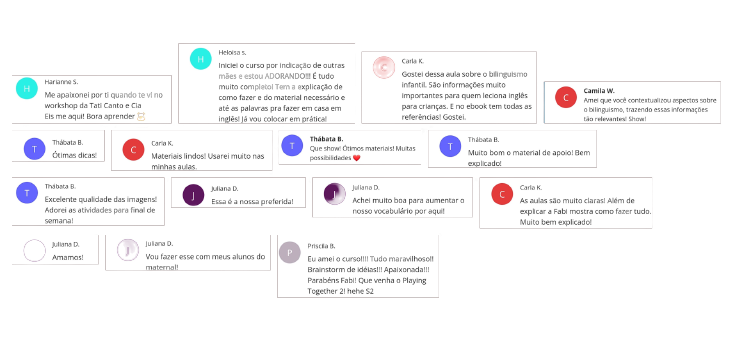 H
Harianne S.
Me apaixonei por ti quando te vi no
workshop da Tati Canto e Cia
Eis me aqui! Bora aprender
H
Heloisa s.
Iniciei o curso por indicação de outras
mães e estou ADORANDO!!! É tudo
muito completo! Tem a explicação de
como fazer e do material necessário e
até as palavras pra fazer em casa em
inglês! Já vou colocar em prática!
C
Carla K.
Gostei dessa aula sobre o bilinguismo
infantil. São informações muito
importantes para quem leciona inglês
para crianças. E no ebook tem todas as
referências! Gostei.
C
Camila W.
Amei que você contextualizou aspectos sobre
o bilinguismo, trazendo essas informações
tão relevantes! Show!
T
Thábata B.
Ótimas dicas!
C
Carla K.
Materiais lindos! Usarei muito nas
minhas aulas.
T
Thábata B.
Que show! Ótimos materiais! Muitas
possibilidades ❤️
T
Thábata B.
Muito bom o material de apoio! Bem
explicado!
T
Thábata B.
Excelente qualidade das imagens!
Adorei as atividades para final de
semana!
J
Juliana D.
Essa é a nossa preferida!
J
Juliana D.
Achei muito boa para aumentar o
nosso vocabulário por aqui!
C
Carla K.
As aulas são muito claras! Além de
explicar a Fabi mostra como fazer tudo.
Muito bem explicado!
Juliana D.
Amamos!
J
Juliana D.
Vou fazer esse com meus alunos do
maternal!
P
Priscila B.
Eu amei o curso!!!! Tudo maravilhoso!!
Brainstorm de idéias!!! Apaixonada!!!
Parabéns Fabi! Que venha o Playing
Together 2! hehe S2